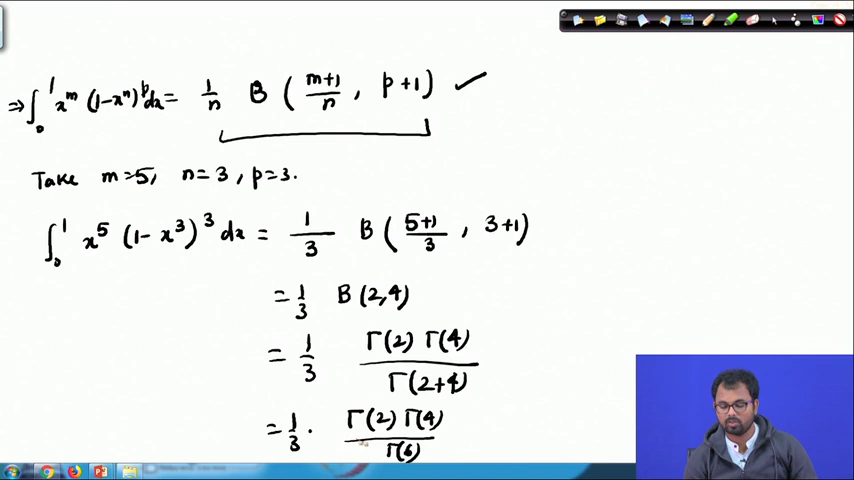 ⇒ ∫₀¹ xᵐ (1-xⁿ)ᵖ dx = 1/n B ( (m+1)/n , p+1 ) ✓
Take m=5, n=3, p=3.
∫₀¹ x⁵ (1-x³)³ dx = 1/3 B ( (5+1)/3 , 3+1 )
= 1/3 B(2,4)
= 1/3 Γ(2) Γ(4) / Γ(2+4)
= 1/3 · Γ(2) Γ(4) / Γ(6)